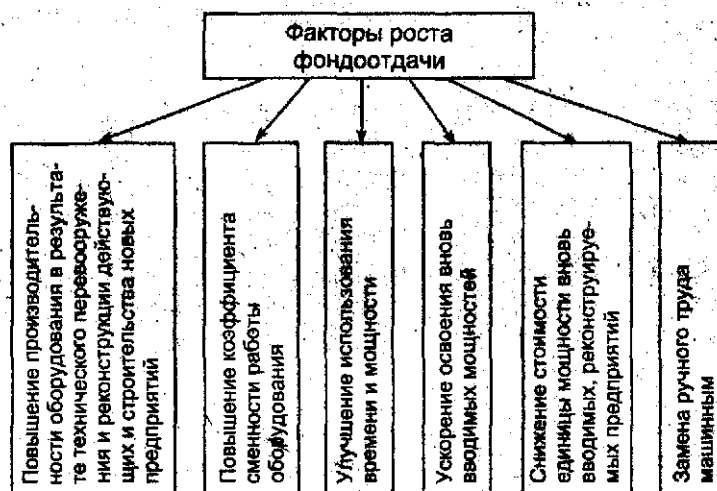 Факторы роста
фондоотдачи
Повышение производитель-
ности оборудования в результа-
те технического перевооруже-
ния и реконструкции действую-
щих и строительства новых
предприятий
Повышение коэффициента
сменности работы
оборудования
Улучшение использования
времени и мощности
Ускорение освоения вновь
вводимых мощностей
Снижение стоимости
единицы мощности вновь
вводимых, реконструируе-
мых предприятий
Замена ручного труда
машинным